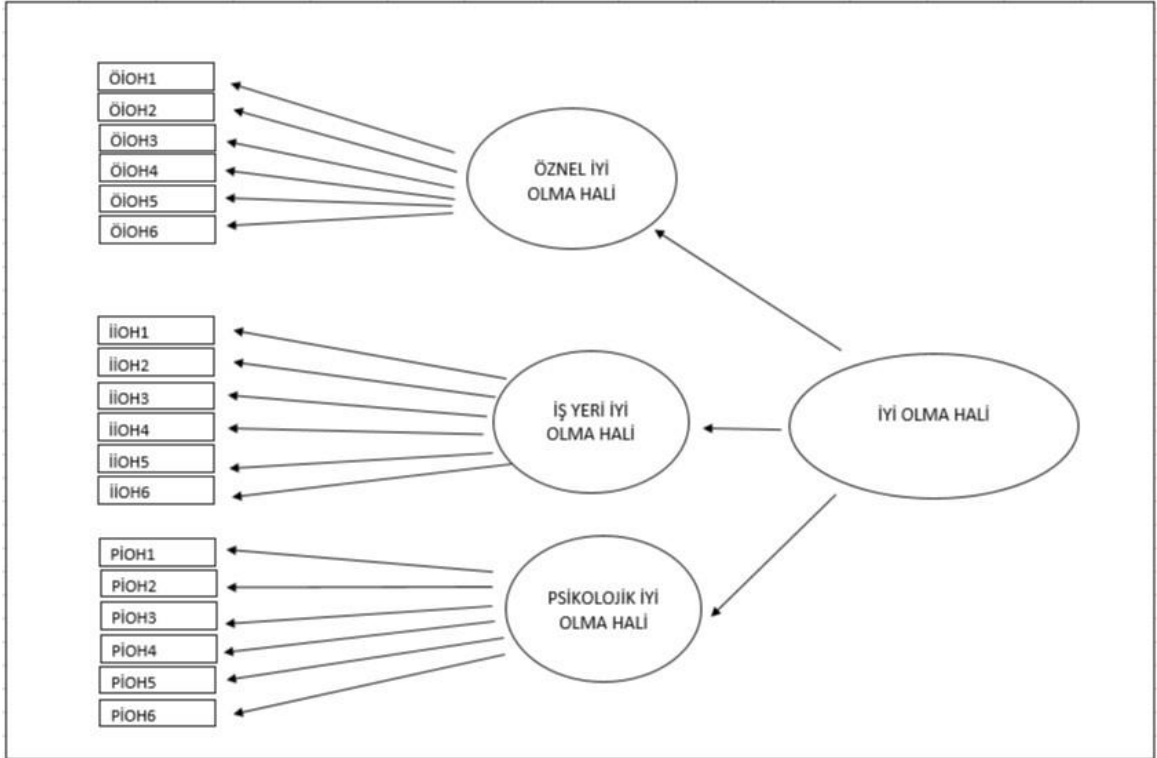 ÖİOH1
ÖİOH2
ÖİOH3
ÖİOH4
ÖİOH5
ÖİOH6
ÖZNEL İYİ
OLMA HALİ
İİOH1
İİOH2
İİOH3
İİOH4
İİOH5
İİOH6
İŞ YERİ İYİ
OLMA HALİ
İYİ OLMA HALİ
PİOH1
PİOH2
PİOH3
PİOH4
PİOH5
PİOH6
PSİKOLOJİK İYİ
OLMA HALİ